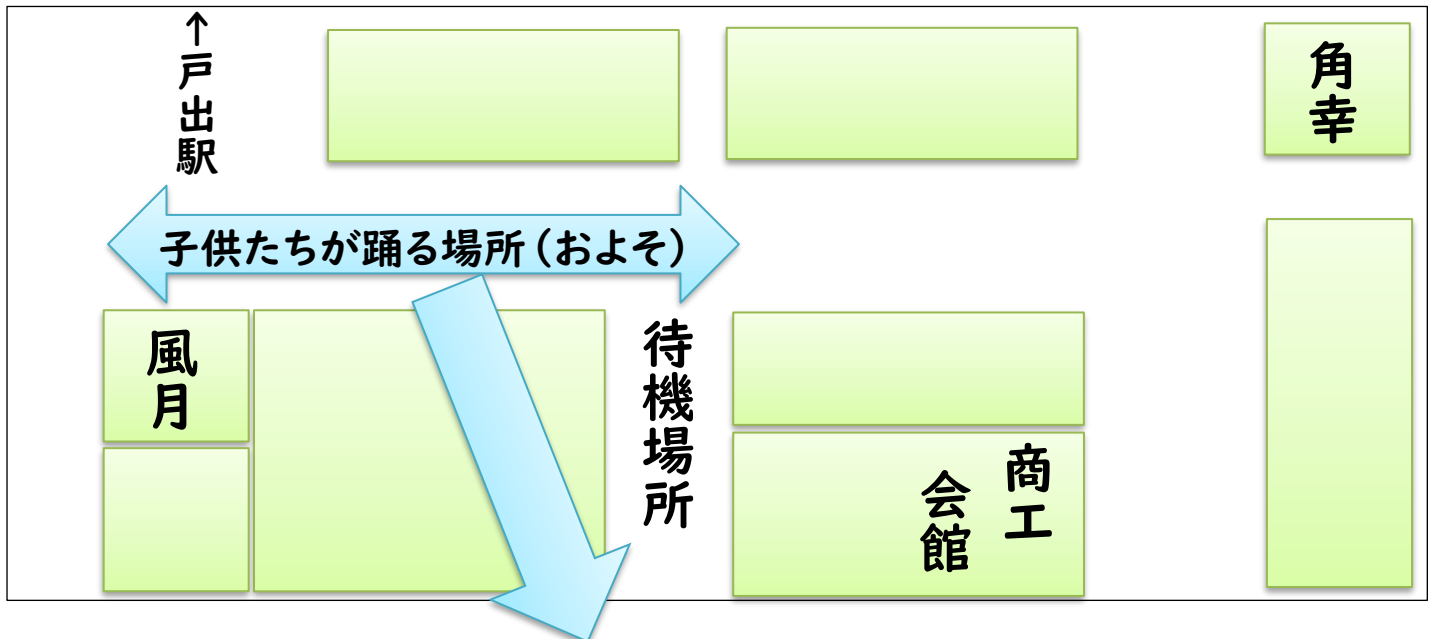 ↑戸出駅
角幸
子供たちが踊る場所（およそ）
風月
待機場所
商工
会館